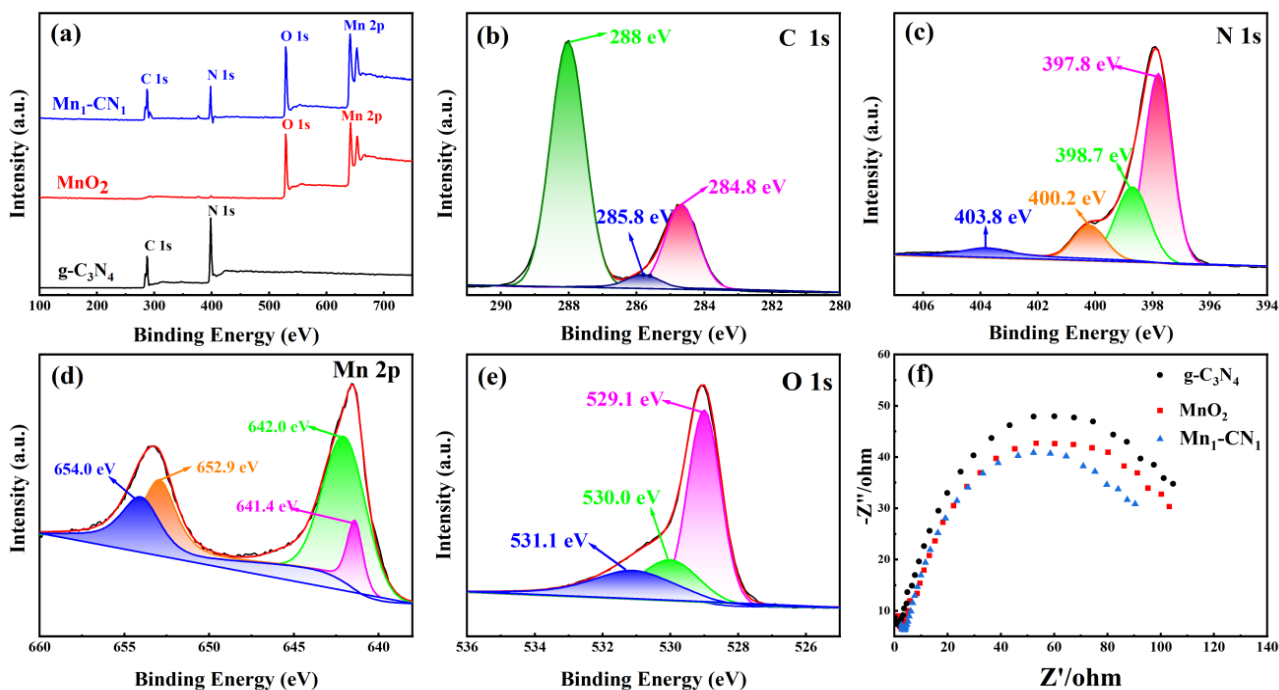 (a)
Mn 2p
O 1s
C 1s
N 1s
Mn₁-CN₁
O 1s
Mn 2p
MnO₂
N 1s
C 1s
g-C₃N₄
Intensity (a.u.)
100 200 300 400 500 600 700
Binding Energy (eV)
(b)
C 1s
288 eV
284.8 eV
285.8 eV
Intensity (a.u.)
290 288 286 284 282 280
Binding Energy (eV)
(c)
N 1s
397.8 eV
398.7 eV
400.2 eV
403.8 eV
Intensity (a.u.)
406 404 402 400 398 396 394
Binding Energy (eV)
(d)
Mn 2p
642.0 eV
654.0 eV
652.9 eV
641.4 eV
Intensity (a.u.)
660 655 650 645 640
Binding Energy (eV)
(e)
O 1s
529.1 eV
530.0 eV
531.1 eV
Intensity (a.u.)
536 534 532 530 528 526
Binding Energy (eV)
(f)
g-C₃N₄
MnO₂
Mn₁-CN₁
-Z''/ohm
60
50
40
30
20
10
0 20 40 60 80 100 120 140
Z'/ohm